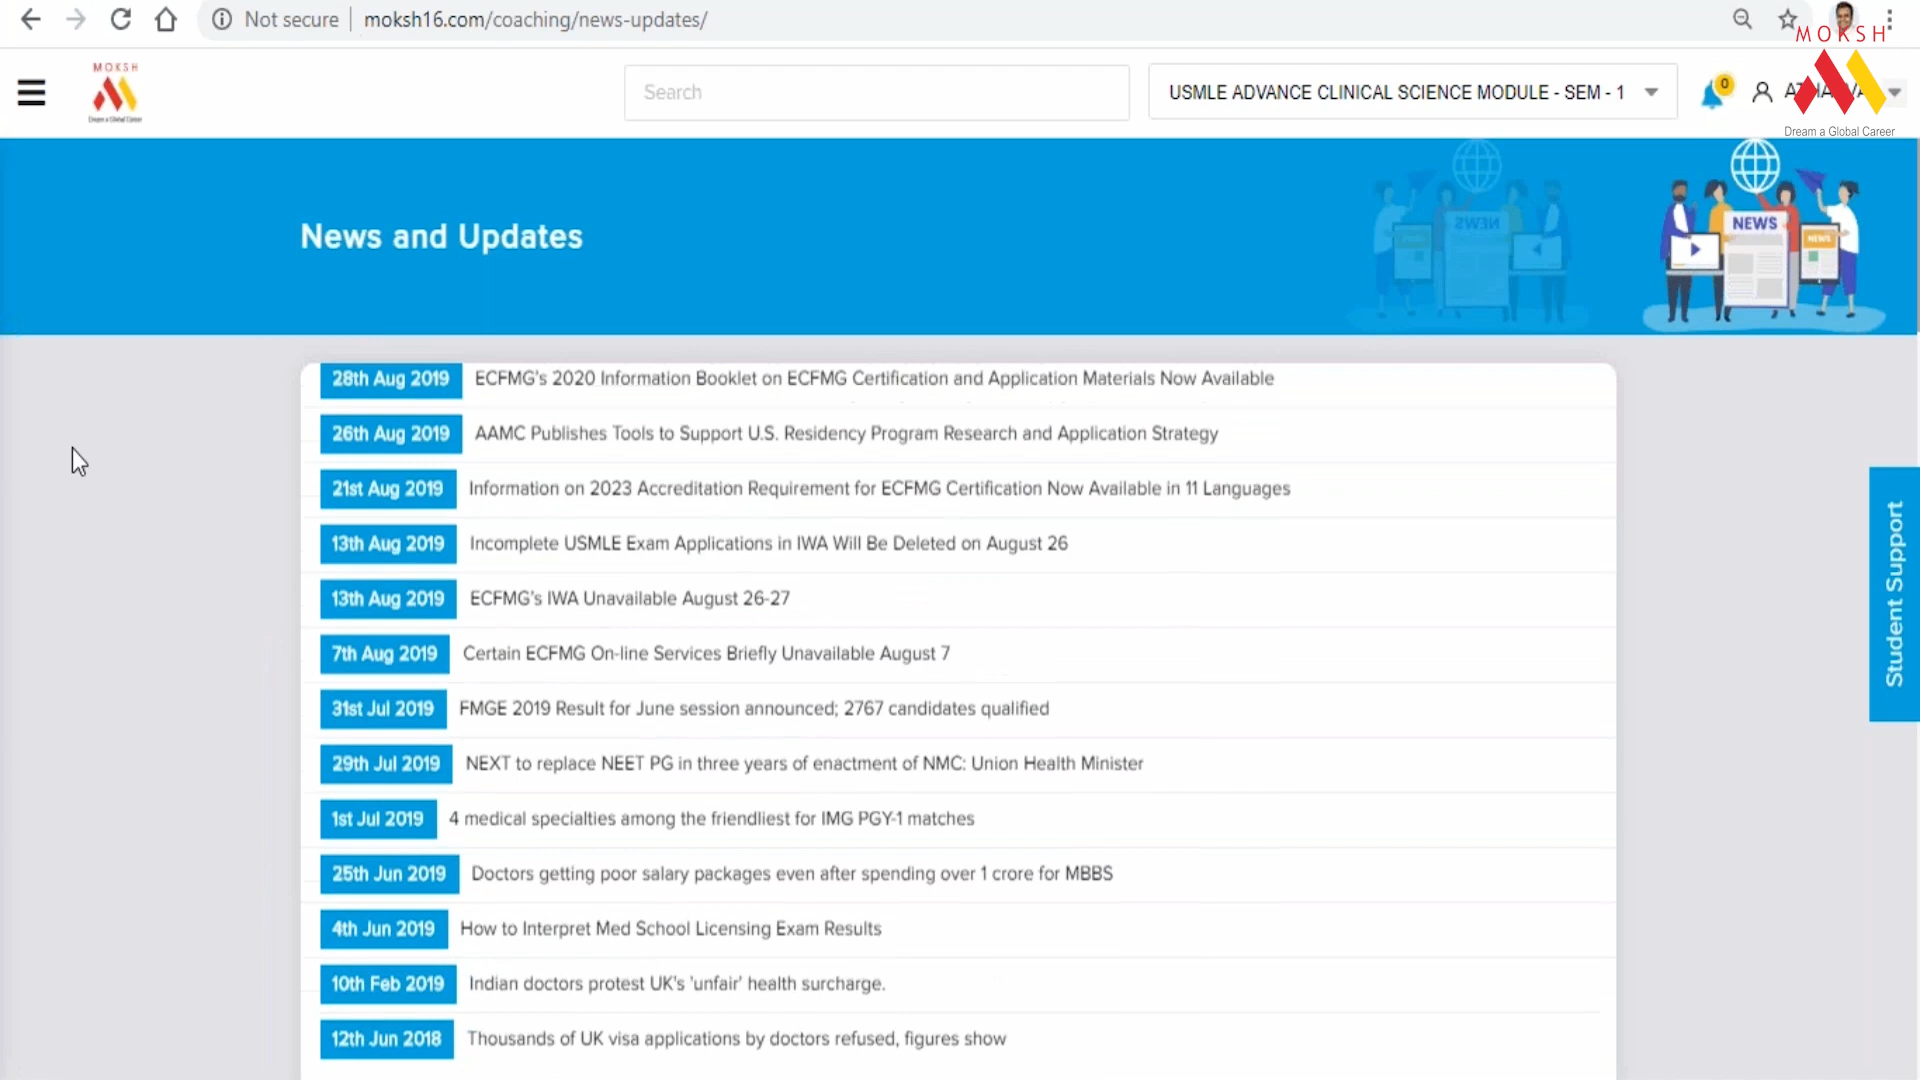 Not secure | moksh16.com/coaching/news-updates/
MOKSH
Dream a Global Career
Search
USMLE ADVANCE CLINICAL SCIENCE MODULE - SEM - 1
0
MOKSH
Dream a Global Career
News and Updates
NEWS
NEWS
28th Aug 2019 ECFMG's 2020 Information Booklet on ECFMG Certification and Application Materials Now Available
26th Aug 2019 AAMC Publishes Tools to Support U.S. Residency Program Research and Application Strategy
21st Aug 2019 Information on 2023 Accreditation Requirement for ECFMG Certification Now Available in 11 Languages
13th Aug 2019 Incomplete USMLE Exam Applications in IWA Will Be Deleted on August 26
13th Aug 2019 ECFMG's IWA Unavailable August 26-27
7th Aug 2019 Certain ECFMG On-line Services Briefly Unavailable August 7
31st Jul 2019 FMGE 2019 Result for June session announced; 2767 candidates qualified
29th Jul 2019 NEXT to replace NEET PG in three years of enactment of NMC: Union Health Minister
1st Jul 2019 4 medical specialties among the friendliest for IMG PGY-1 matches
25th Jun 2019 Doctors getting poor salary packages even after spending over 1 crore for MBBS
4th Jun 2019 How to Interpret Med School Licensing Exam Results
10th Feb 2019 Indian doctors protest UK's 'unfair' health surcharge.
12th Jun 2018 Thousands of UK visa applications by doctors refused, figures show
Student Support